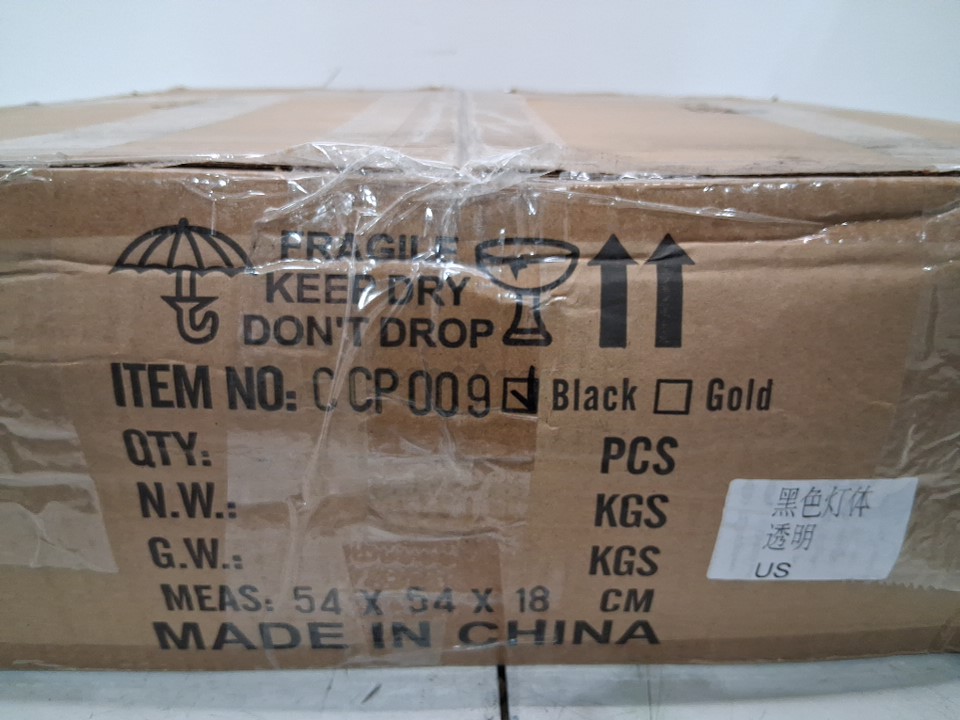 FRAGILE
KEEP DRY
DON'T DROP
ITEM NO: CCP009 Black Gold
QTY: PCS
N.W.: KGS
G.W.: KGS
MEAS: 54 X 54 X 18 CM
MADE IN CHINA
黑色灯体
透明
US